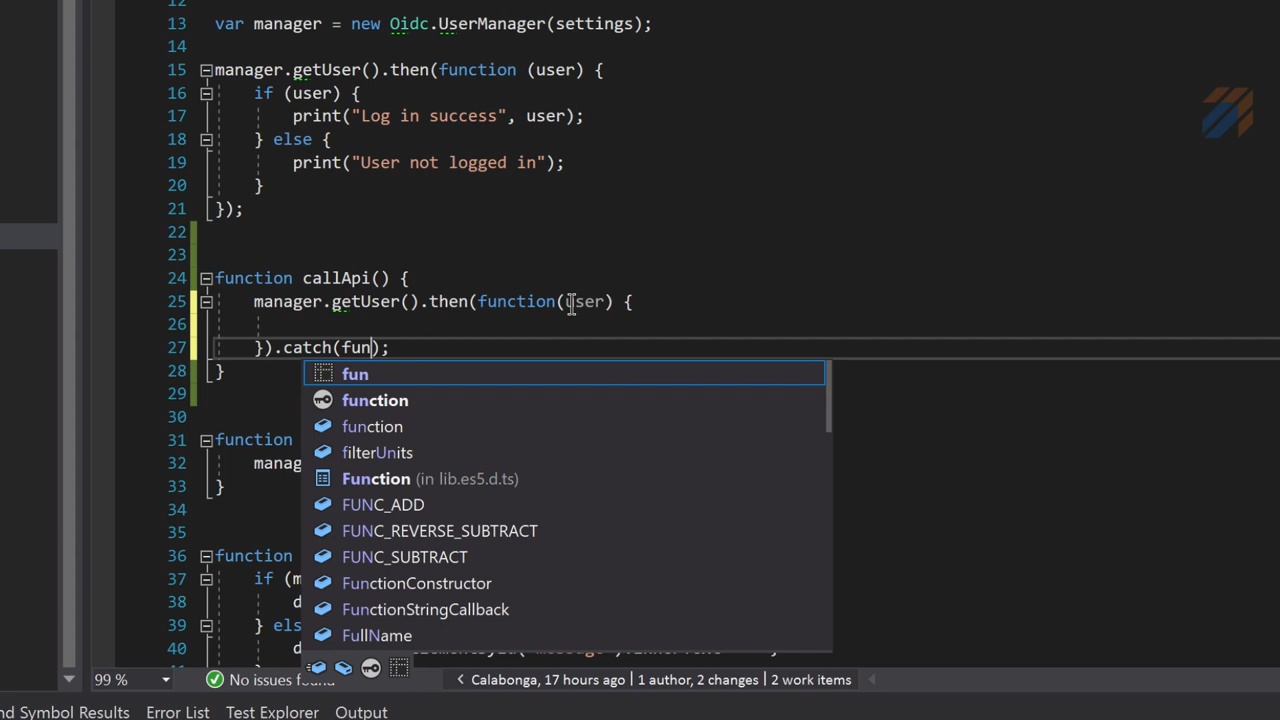 12
13 var manager = new Oidc.UserManager(settings);
14
15 manager.getUser().then(function (user) {
16 if (user) {
17 print("Log in success", user);
18 } else {
19 print("User not logged in");
20 }
21 });
22
23
24 function callApi() {
25 manager.getUser().then(function(user) {
26
27 }).catch(fun);
28 }
fun
29
function
30
function
31 function
filterUnits
32 manag
33 }
Function (in lib.es5.d.ts)
34
FUNC_ADD
35
FUNC_REVERSE_SUBTRACT
36 function
FUNC_SUBTRACT
37 if (m
FunctionConstructor
38 d
FunctionStringCallback
39 } els
FullName
40 d
99 % No issues found Calabonga, 17 hours ago | 1 author, 2 changes | 2 work items
nd Symbol Results Error List Test Explorer Output